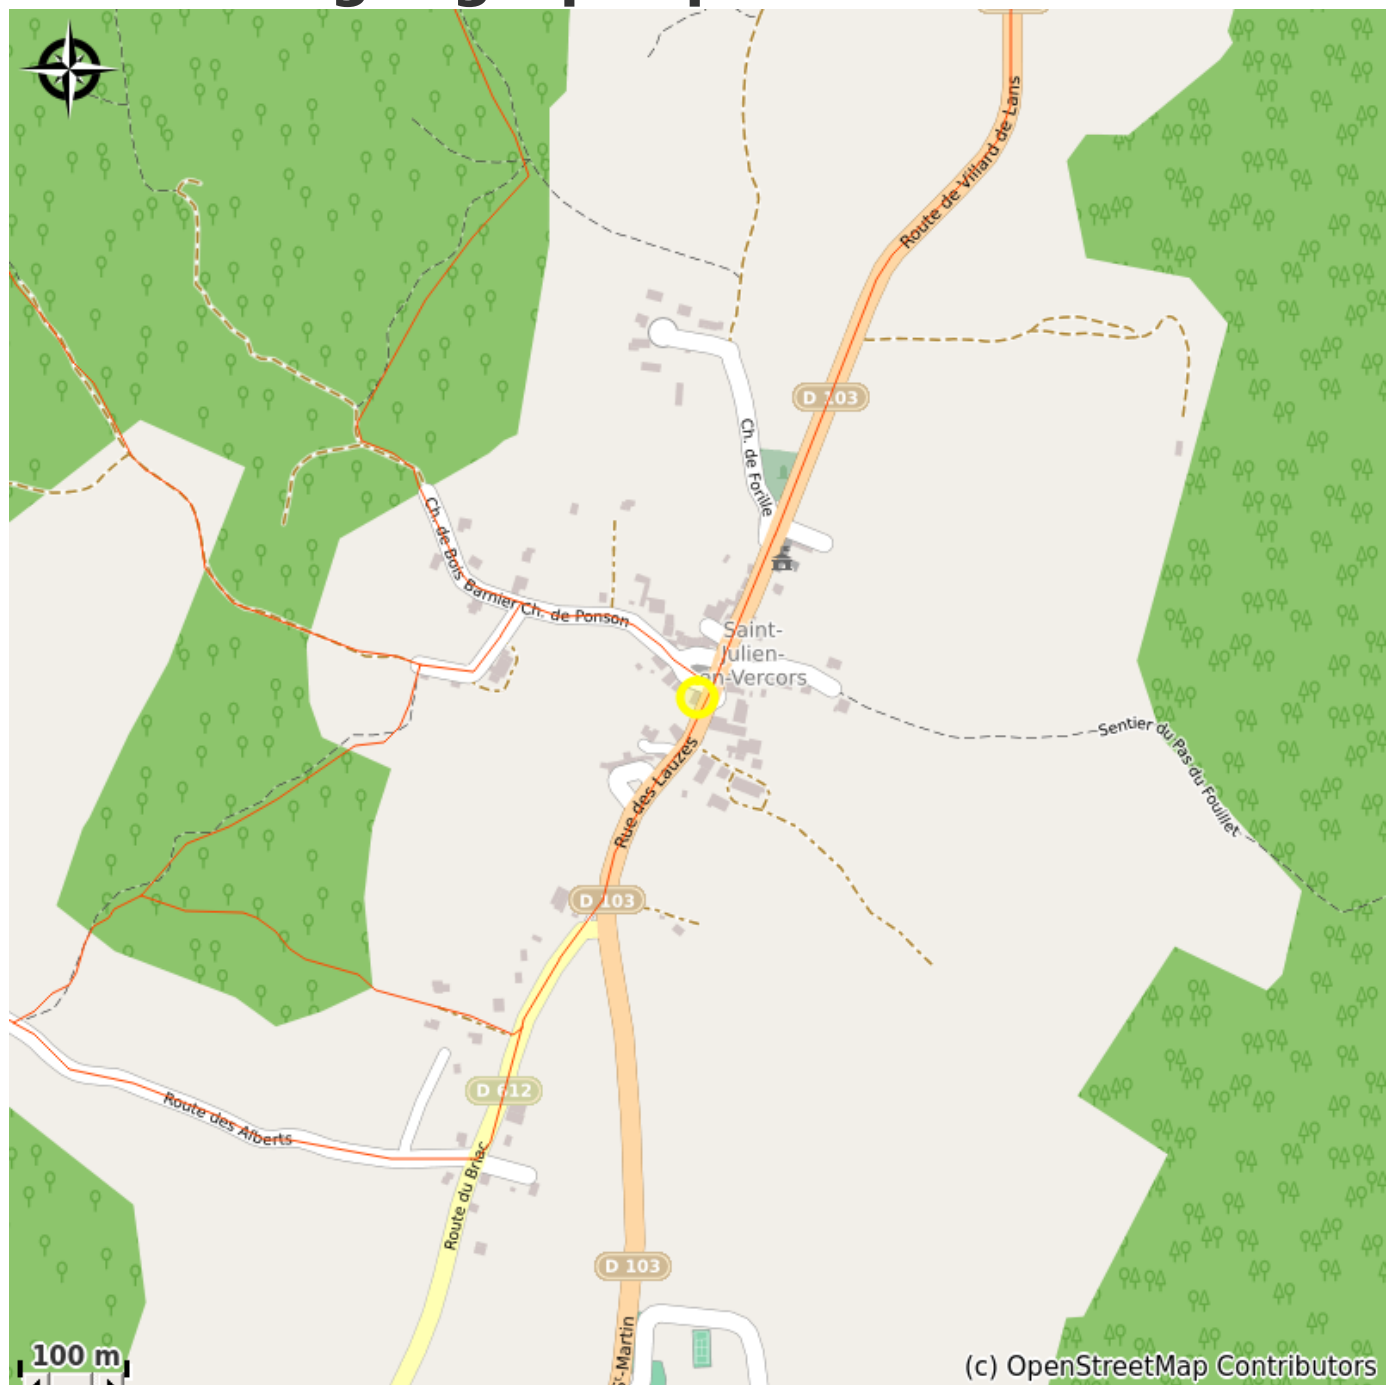 Route de Villard de Lans
D 103
Ch. de Forille
Ch. de Bois Barnier
Ch. de Ponson
Saint-
Julien-
en-Vercors
Sentier du Pas du Fouillet
Rue des Lauzes
D 103
D 612
Route des Alberts
Route du Briac
D 103
St-Martin
100 m
(c) OpenStreetMap Contributors